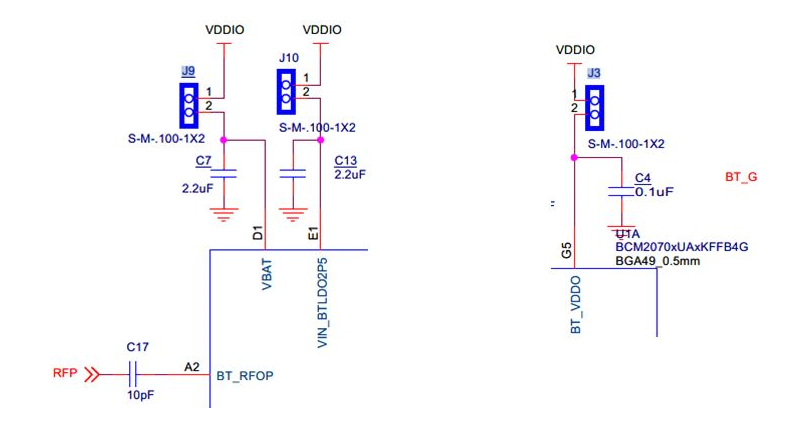 VDDIO
VDDIO
VDDIO
J9
J10
J3
1
2
1
2
1
2
S-M-.100-1X2
S-M-.100-1X2
S-M-.100-1X2
C7
2.2uF
C13
2.2uF
C4
0.1uF
BT_G
F
U1A
BCM2070xUAxKFFB4G
BGA49_0.5mm
D1
E1
G5
VBAT
VIN_BTLDO2P5
BT_VDDO
C17
RFP
A2
BT_RFOP
10pF